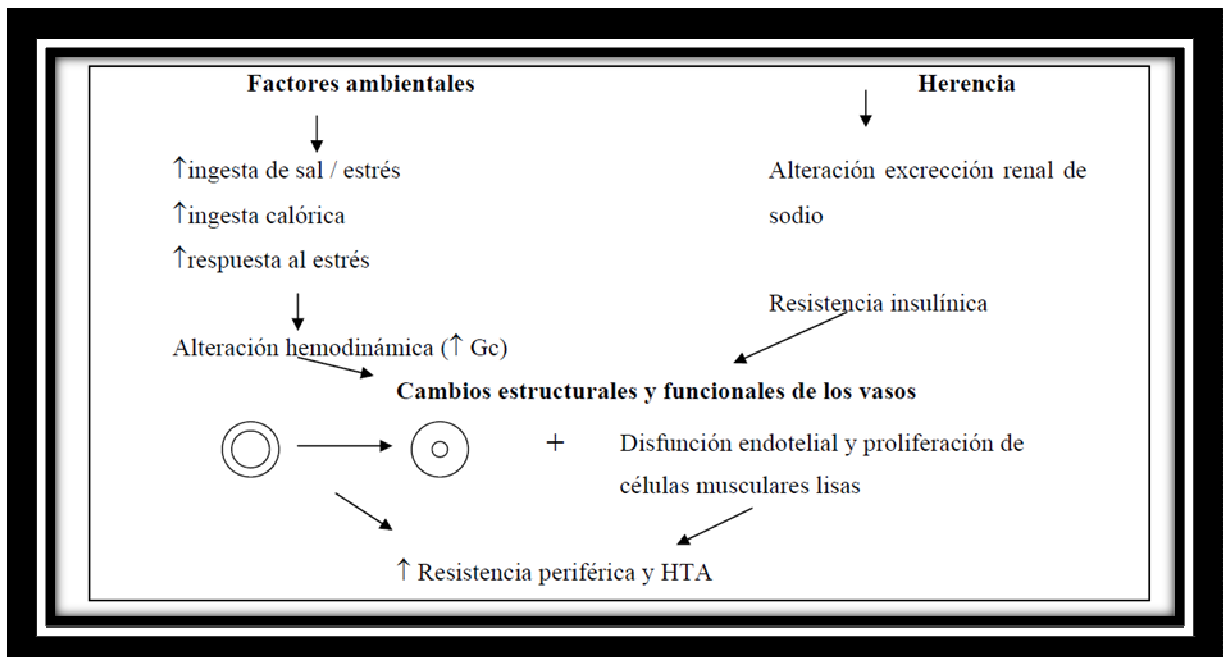 Factores ambientales
Herencia
↑ingesta de sal / estrés
↑ingesta calórica
↑respuesta al estrés
Alteración excreción renal de
sodio
Resistencia insulínica
Alteración hemodinámica (↑ Gc)
Cambios estructurales y funcionales de los vasos
+
Disfunción endotelial y proliferación de
células musculares lisas
↑ Resistencia periférica y HTA